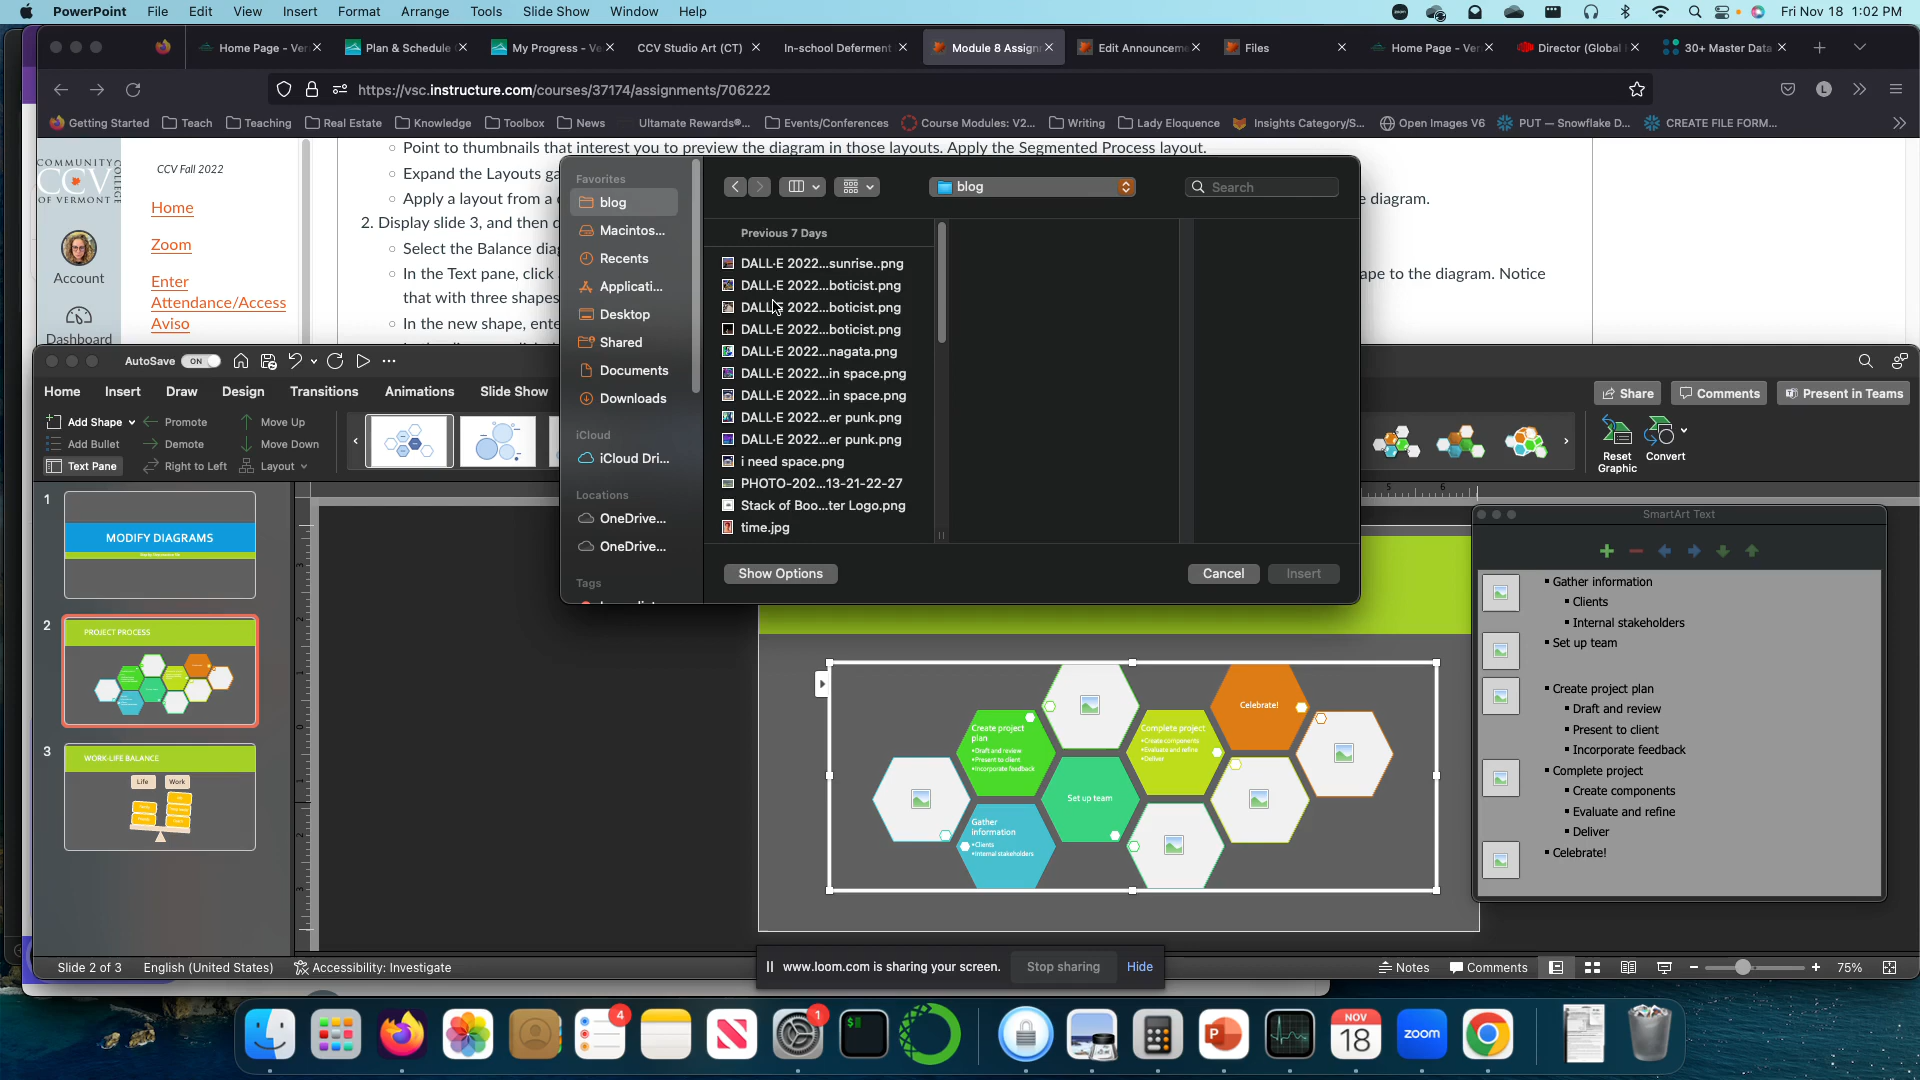 PowerPoint File Edit View Insert Format Arrange Tools Slide Show Window Help
Fri Nov 18 1:02 PM
Home Page - Ver
Plan & Schedule
My Progress - Ve
CCV Studio Art (CT)
In-school Deferment
Module 8 Assign
Edit Announceme
Files
Home Page - Ver
Director (Global
30+ Master Data
https://vsc.instructure.com/courses/37174/assignments/706222
L
Getting Started Teach Teaching Real Estate Knowledge Toolbox News Ultamate Rewards®... Events/Conferences Course Modules: V2... Writing Lady Eloquence Insights Category/S... Open Images V6 PUT — Snowflake D... CREATE FILE FORM...
COMMUNITY COLLEGE
CCV
OF VERMONT
Account
Dashboard
CCV Fall 2022
Home
Zoom
Enter
Attendance/Access
Aviso
Point to thumbnails that interest you to preview the diagram in those layouts. Apply the Segmented Process layout.
Expand the Layouts ga
Apply a layout from a
e diagram.
2. Display slide 3, and then
Select the Balance dia
In the Text pane, click
ape to the diagram. Notice
that with three shapes
In the new shape, ente
Favorites
blog
Macintos...
Recents
Applicati...
Desktop
Shared
Documents
Downloads
iCloud
iCloud Dri...
Locations
OneDrive...
OneDrive...
Tags
blog
Search
Previous 7 Days
DALL·E 2022...sunrise..png
DALL·E 2022...boticist.png
DALL·E 2022...boticist.png
DALL·E 2022...boticist.png
DALL·E 2022...nagata.png
DALL·E 2022...in space.png
DALL·E 2022...in space.png
DALL·E 2022...er punk.png
DALL·E 2022...er punk.png
i need space.png
PHOTO-202...13-21-22-27
Stack of Boo...ter Logo.png
time.jpg
Show Options
Cancel
Insert
AutoSave ON
Home Insert Draw Design Transitions Animations Slide Show
Share Comments Present in Teams
Add Shape Promote Move Up
Add Bullet Demote Move Down
Text Pane Right to Left Layout
Reset Graphic
Convert
1
MODIFY DIAGRAMS
2
PROJECT PROCESS
3
WORK-LIFE BALANCE
Life Work
5 6
Create project plan
•Draft and review
•Present to client
•Incorporate feedback
Complete project
•Create components
•Evaluate and refine
•Deliver
Celebrate!
Set up team
Gather information
•Clients
•Internal stakeholders
SmartArt Text
Gather information
Clients
Internal stakeholders
Set up team
Create project plan
Draft and review
Present to client
Incorporate feedback
Complete project
Create components
Evaluate and refine
Deliver
Celebrate!
Slide 2 of 3 English (United States) Accessibility: Investigate
www.loom.com is sharing your screen. Stop sharing Hide
Notes Comments 75%
4
1
$
P
NOV
18
zoom